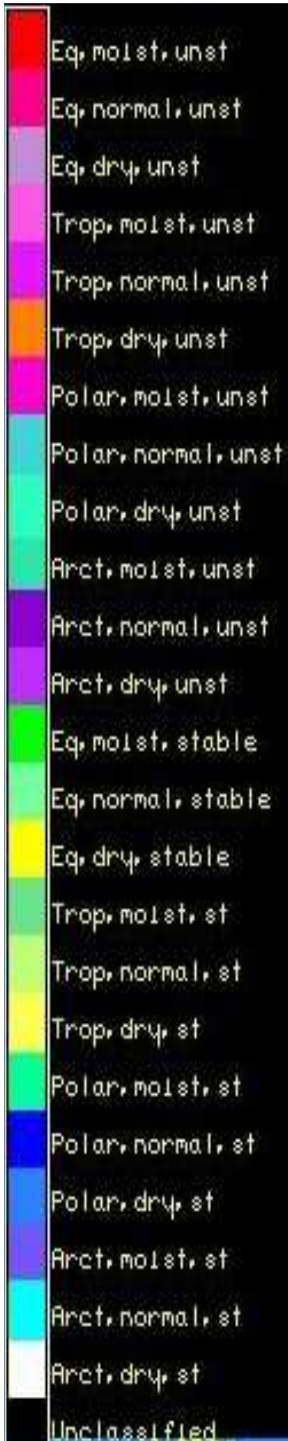 Eq,moist,unst
Eq,normal,unst
Eq,dry,unst
Trop,moist,unst
Trop,normal,unst
Trop,dry,unst
Polar,moist,unst
Polar,normal,unst
Polar,dry,unst
Arct,moist,unst
Arct,normal,unst
Arct,dry,unst
Eq,moist,stable
Eq,normal,stable
Eq,dry,stable
Trop,moist,st
Trop,normal,st
Trop,dry,st
Polar,moist,st
Polar,normal,st
Polar,dry,st
Arct,moist,st
Arct,normal,st
Arct,dry,st
Unclassified